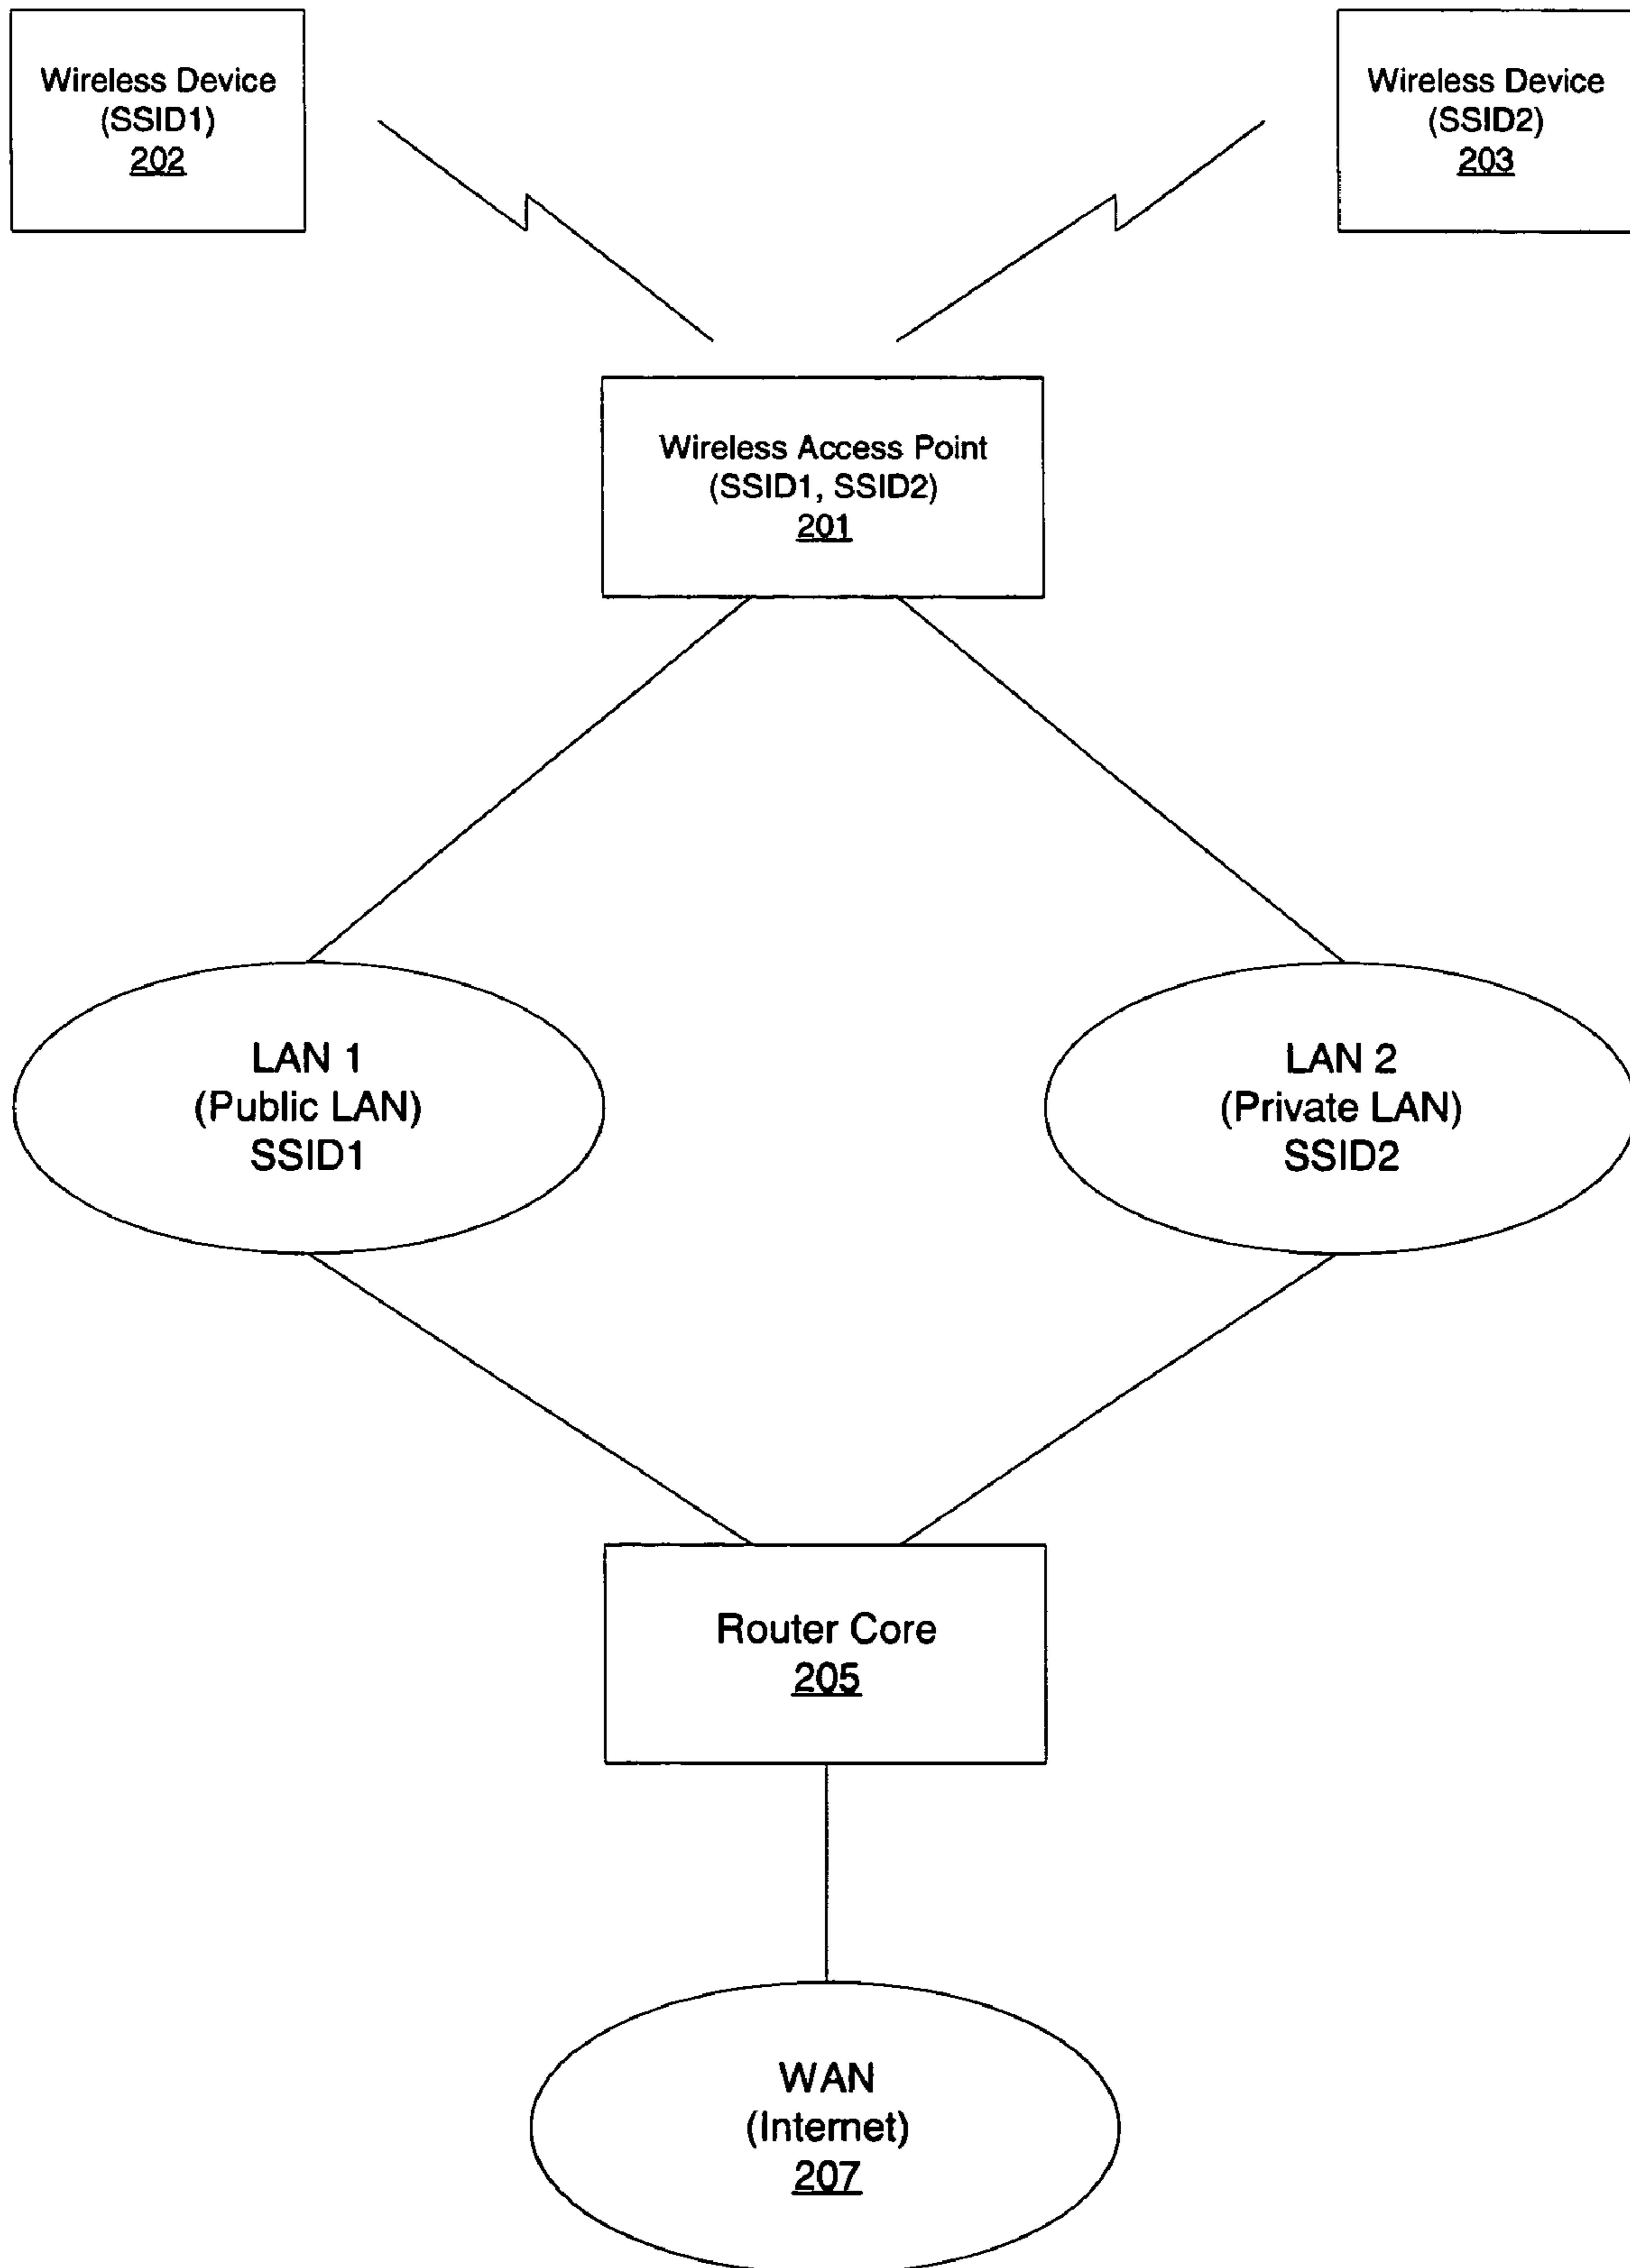 Wireless Device
(SSID1)
202
Wireless Device
(SSID2)
203
Wireless Access Point
(SSID1, SSID2)
201
LAN 1
(Public LAN)
SSID1
LAN 2
(Private LAN)
SSID2
Router Core
205
WAN
(Internet)
207